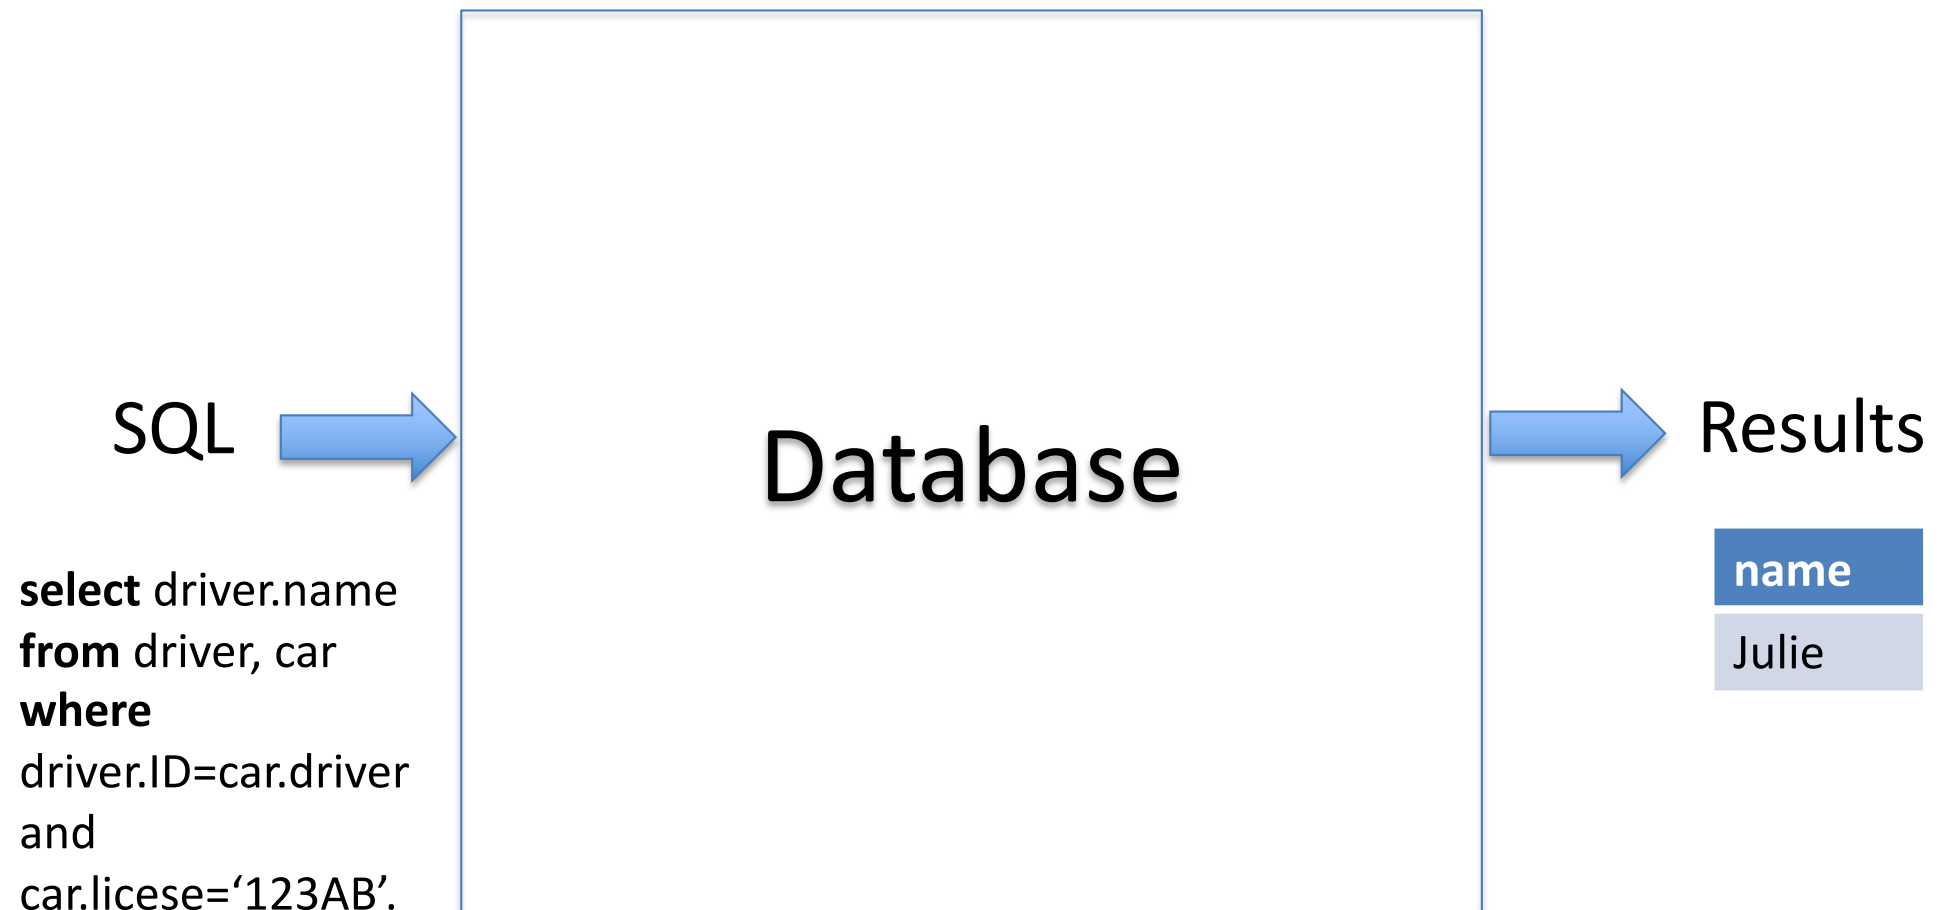 SQL
Database
Results
select driver.name
from driver, car
where
driver.ID=car.driver
and
car.licese=‘123AB’.
name
Julie